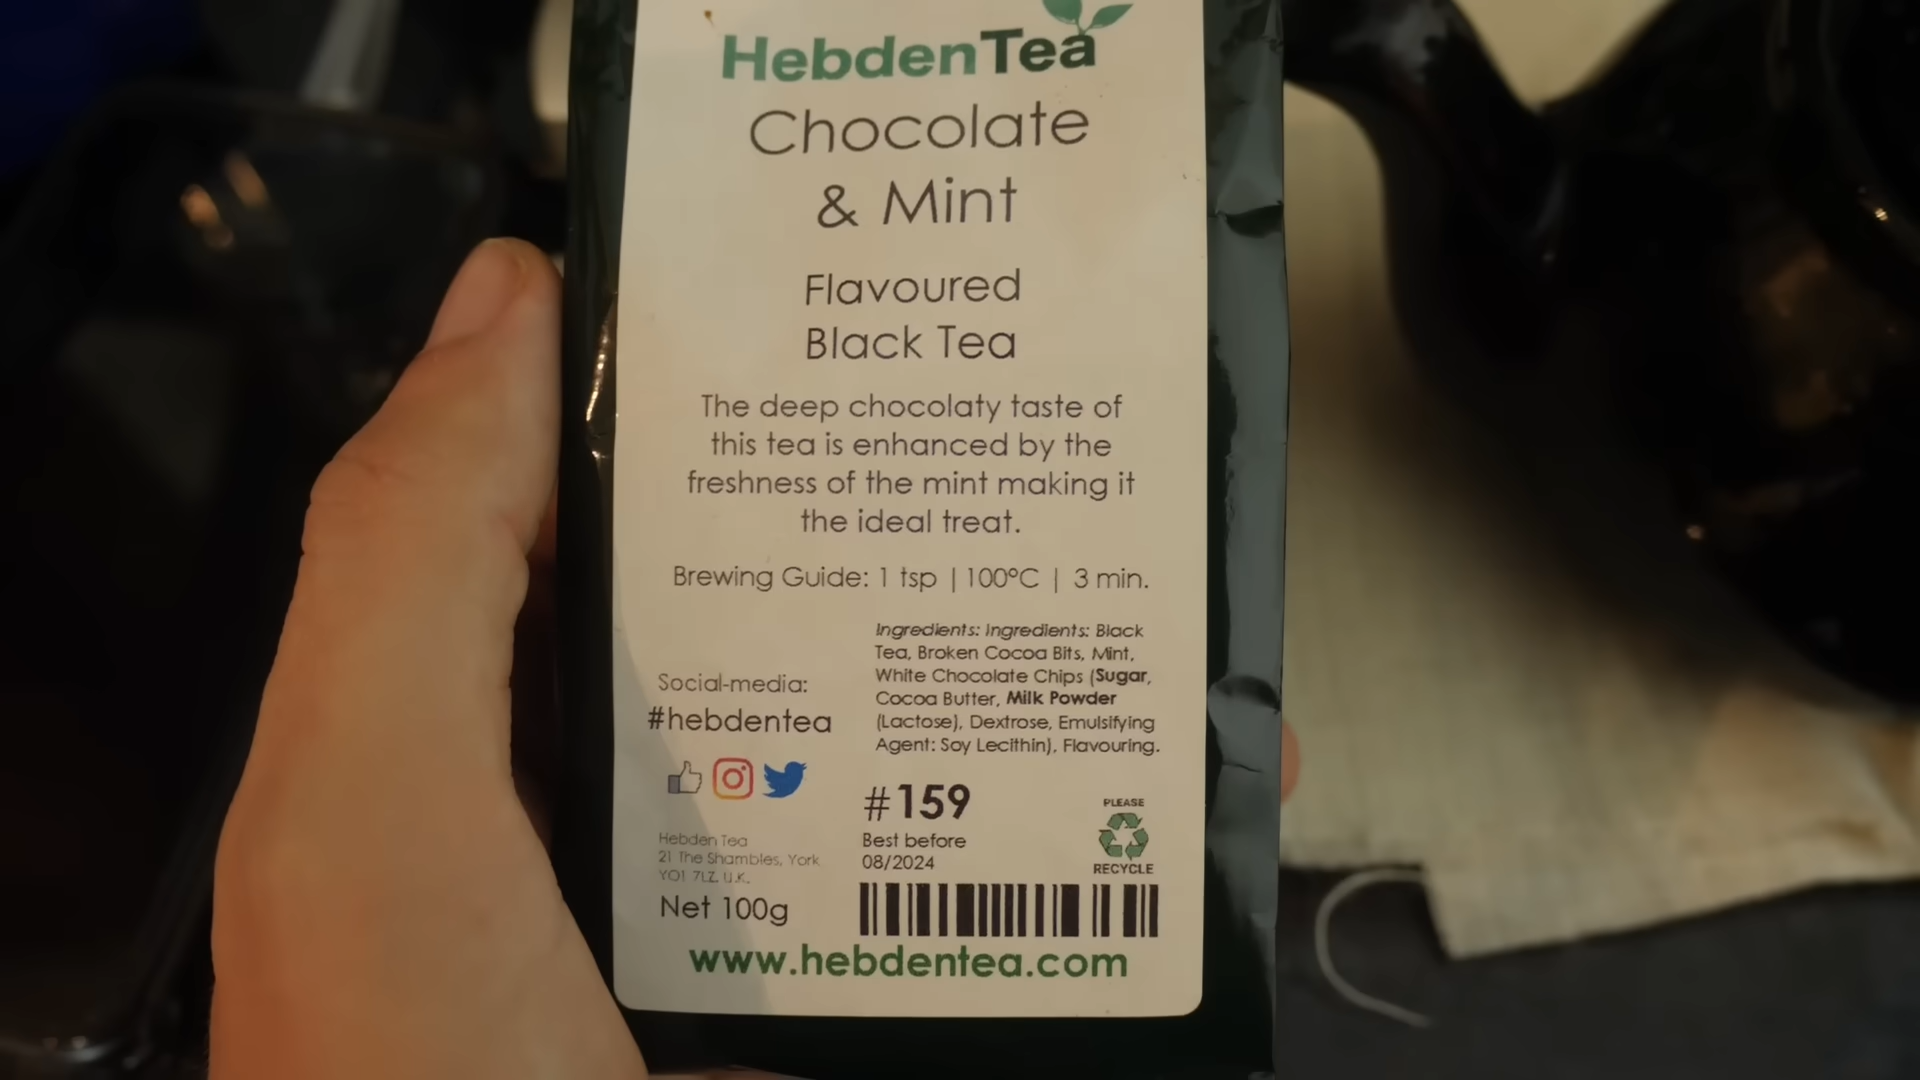 HebdenTea
Chocolate
& Mint
Flavoured
Black Tea
The deep chocolaty taste of
this tea is enhanced by the
freshness of the mint making it
the ideal treat.
Brewing Guide: 1 tsp | 100°C | 3 min.
Ingredients: Ingredients: Black
Tea, Broken Cocoa Bits, Mint,
White Chocolate Chips (Sugar,
Cocoa Butter, Milk Powder
(Lactose), Dextrose, Emulsifying
Agent: Soy Lecithin), Flavouring.
Social-media:
#hebdentea
#159
Best before
08/2024
PLEASE
RECYCLE
Hebden Tea
21 The Shambles, York
YO1 7LZ, U.K.
Net 100g
www.hebdentea.com